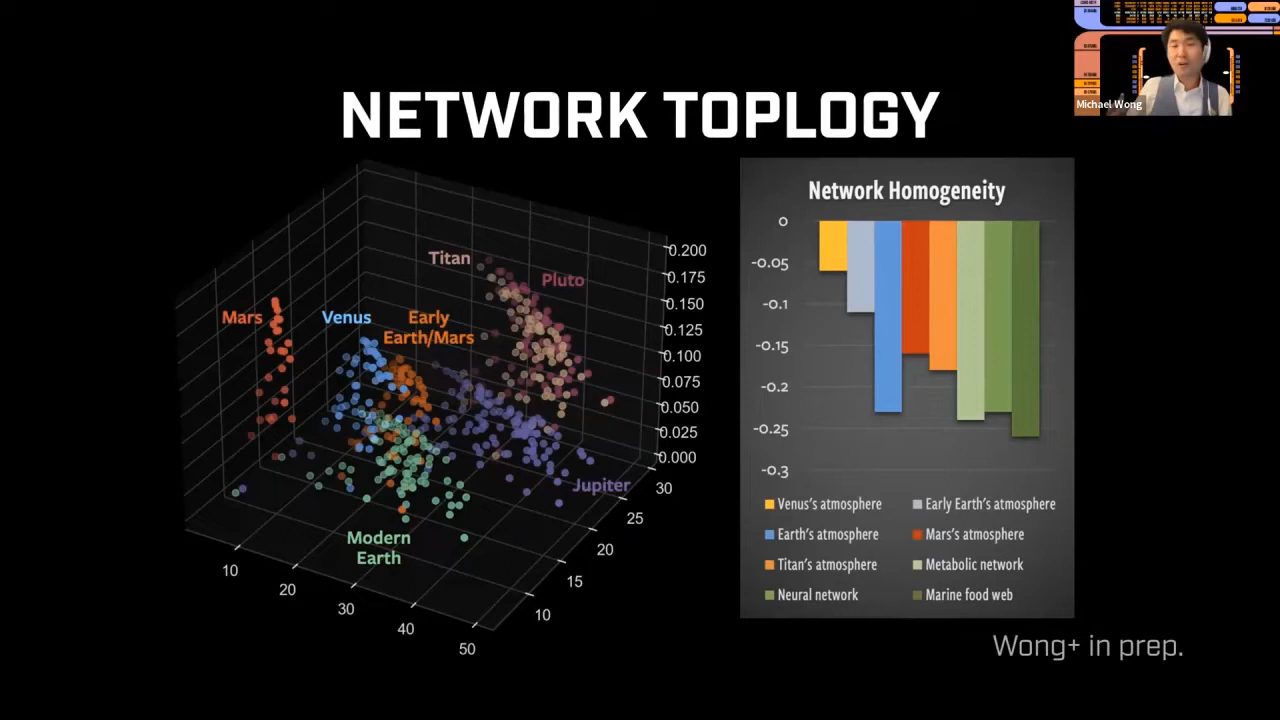 Michael Wong
NETWORK TOPLOGY
Titan
Pluto
Mars
Venus
Early
Earth/Mars
Jupiter
Modern
Earth
0.200
0.175
0.150
0.125
0.100
0.075
0.050
0.025
0.000
30
25
20
15
10
10
20
30
40
50
Network Homogeneity
0
-0.05
-0.1
-0.15
-0.2
-0.25
-0.3
Venus's atmosphere
Early Earth's atmosphere
Earth's atmosphere
Mars's atmosphere
Titan's atmosphere
Metabolic network
Neural network
Marine food web
Wong+ in prep.